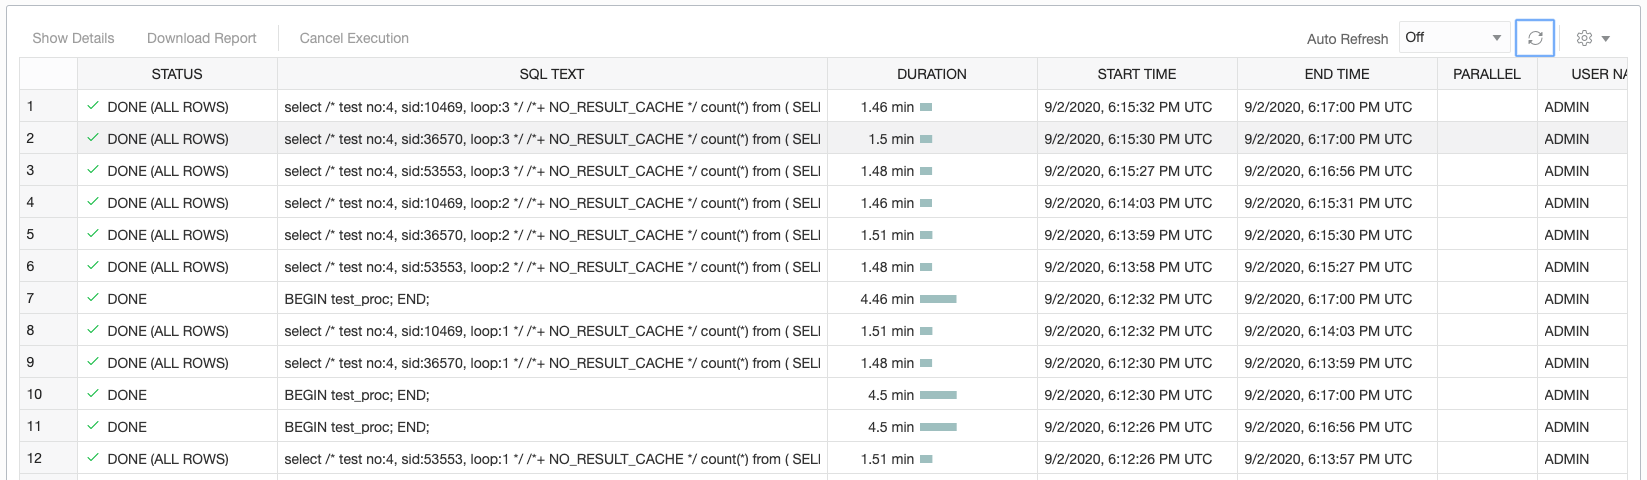 Show Details Download Report Cancel Execution Auto Refresh Off
STATUS SQL TEXT DURATION START TIME END TIME PARALLEL USER NA
1 DONE (ALL ROWS) select /* test no:4, sid:10469, loop:3 */ /*+ NO_RESULT_CACHE */ count(*) from ( SELI 1.46 min 9/2/2020, 6:15:32 PM UTC 9/2/2020, 6:17:00 PM UTC ADMIN
2 DONE (ALL ROWS) select /* test no:4, sid:36570, loop:3 */ /*+ NO_RESULT_CACHE */ count(*) from ( SELI 1.5 min 9/2/2020, 6:15:30 PM UTC 9/2/2020, 6:17:00 PM UTC ADMIN
3 DONE (ALL ROWS) select /* test no:4, sid:53553, loop:3 */ /*+ NO_RESULT_CACHE */ count(*) from ( SELI 1.48 min 9/2/2020, 6:15:27 PM UTC 9/2/2020, 6:16:56 PM UTC ADMIN
4 DONE (ALL ROWS) select /* test no:4, sid:10469, loop:2 */ /*+ NO_RESULT_CACHE */ count(*) from ( SELI 1.46 min 9/2/2020, 6:14:03 PM UTC 9/2/2020, 6:15:31 PM UTC ADMIN
5 DONE (ALL ROWS) select /* test no:4, sid:36570, loop:2 */ /*+ NO_RESULT_CACHE */ count(*) from ( SELI 1.51 min 9/2/2020, 6:13:59 PM UTC 9/2/2020, 6:15:30 PM UTC ADMIN
6 DONE (ALL ROWS) select /* test no:4, sid:53553, loop:2 */ /*+ NO_RESULT_CACHE */ count(*) from ( SELI 1.48 min 9/2/2020, 6:13:58 PM UTC 9/2/2020, 6:15:27 PM UTC ADMIN
7 DONE BEGIN test_proc; END; 4.46 min 9/2/2020, 6:12:32 PM UTC 9/2/2020, 6:17:00 PM UTC ADMIN
8 DONE (ALL ROWS) select /* test no:4, sid:10469, loop:1 */ /*+ NO_RESULT_CACHE */ count(*) from ( SELI 1.51 min 9/2/2020, 6:12:32 PM UTC 9/2/2020, 6:14:03 PM UTC ADMIN
9 DONE (ALL ROWS) select /* test no:4, sid:36570, loop:1 */ /*+ NO_RESULT_CACHE */ count(*) from ( SELI 1.48 min 9/2/2020, 6:12:30 PM UTC 9/2/2020, 6:13:59 PM UTC ADMIN
10 DONE BEGIN test_proc; END; 4.5 min 9/2/2020, 6:12:30 PM UTC 9/2/2020, 6:17:00 PM UTC ADMIN
11 DONE BEGIN test_proc; END; 4.5 min 9/2/2020, 6:12:26 PM UTC 9/2/2020, 6:16:56 PM UTC ADMIN
12 DONE (ALL ROWS) select /* test no:4, sid:53553, loop:1 */ /*+ NO_RESULT_CACHE */ count(*) from ( SELI 1.51 min 9/2/2020, 6:12:26 PM UTC 9/2/2020, 6:13:57 PM UTC ADMIN